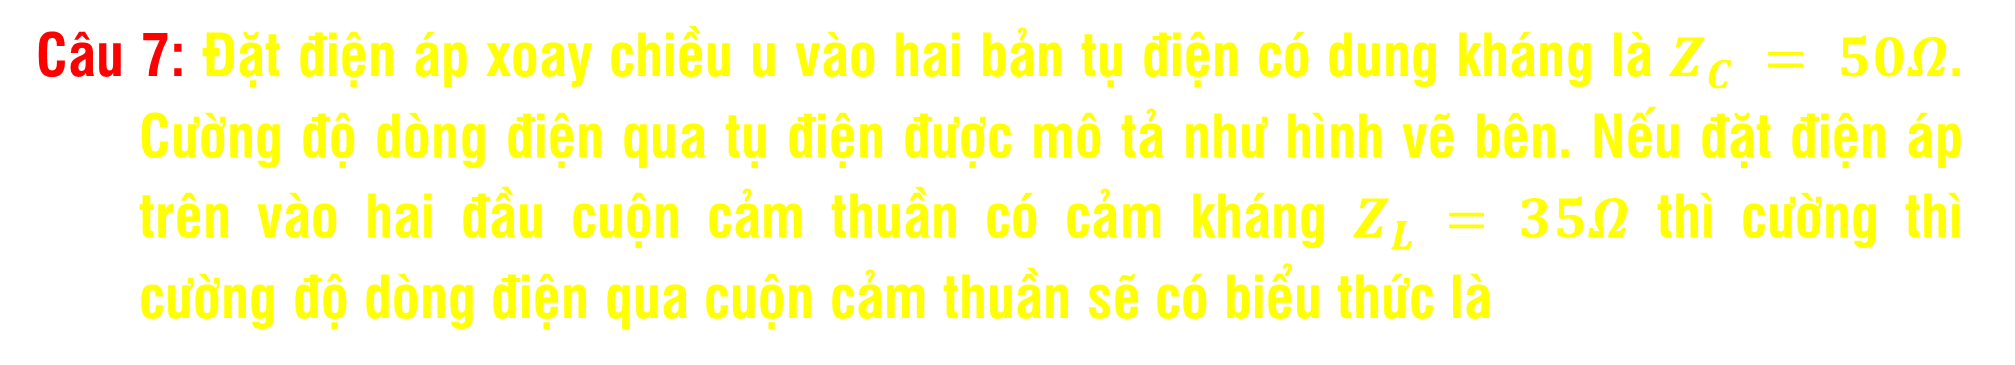 Câu 7: Đặt điện áp xoay chiều u vào hai bản tụ điện có dung kháng là Z_C = 50Ω.
Cường độ dòng điện qua tụ điện được mô tả như hình vẽ bên. Nếu đặt điện áp
trên vào hai đầu cuộn cảm thuần có cảm kháng Z_L = 35Ω thì cường thì
cường độ dòng điện qua cuộn cảm thuần sẽ có biểu thức là